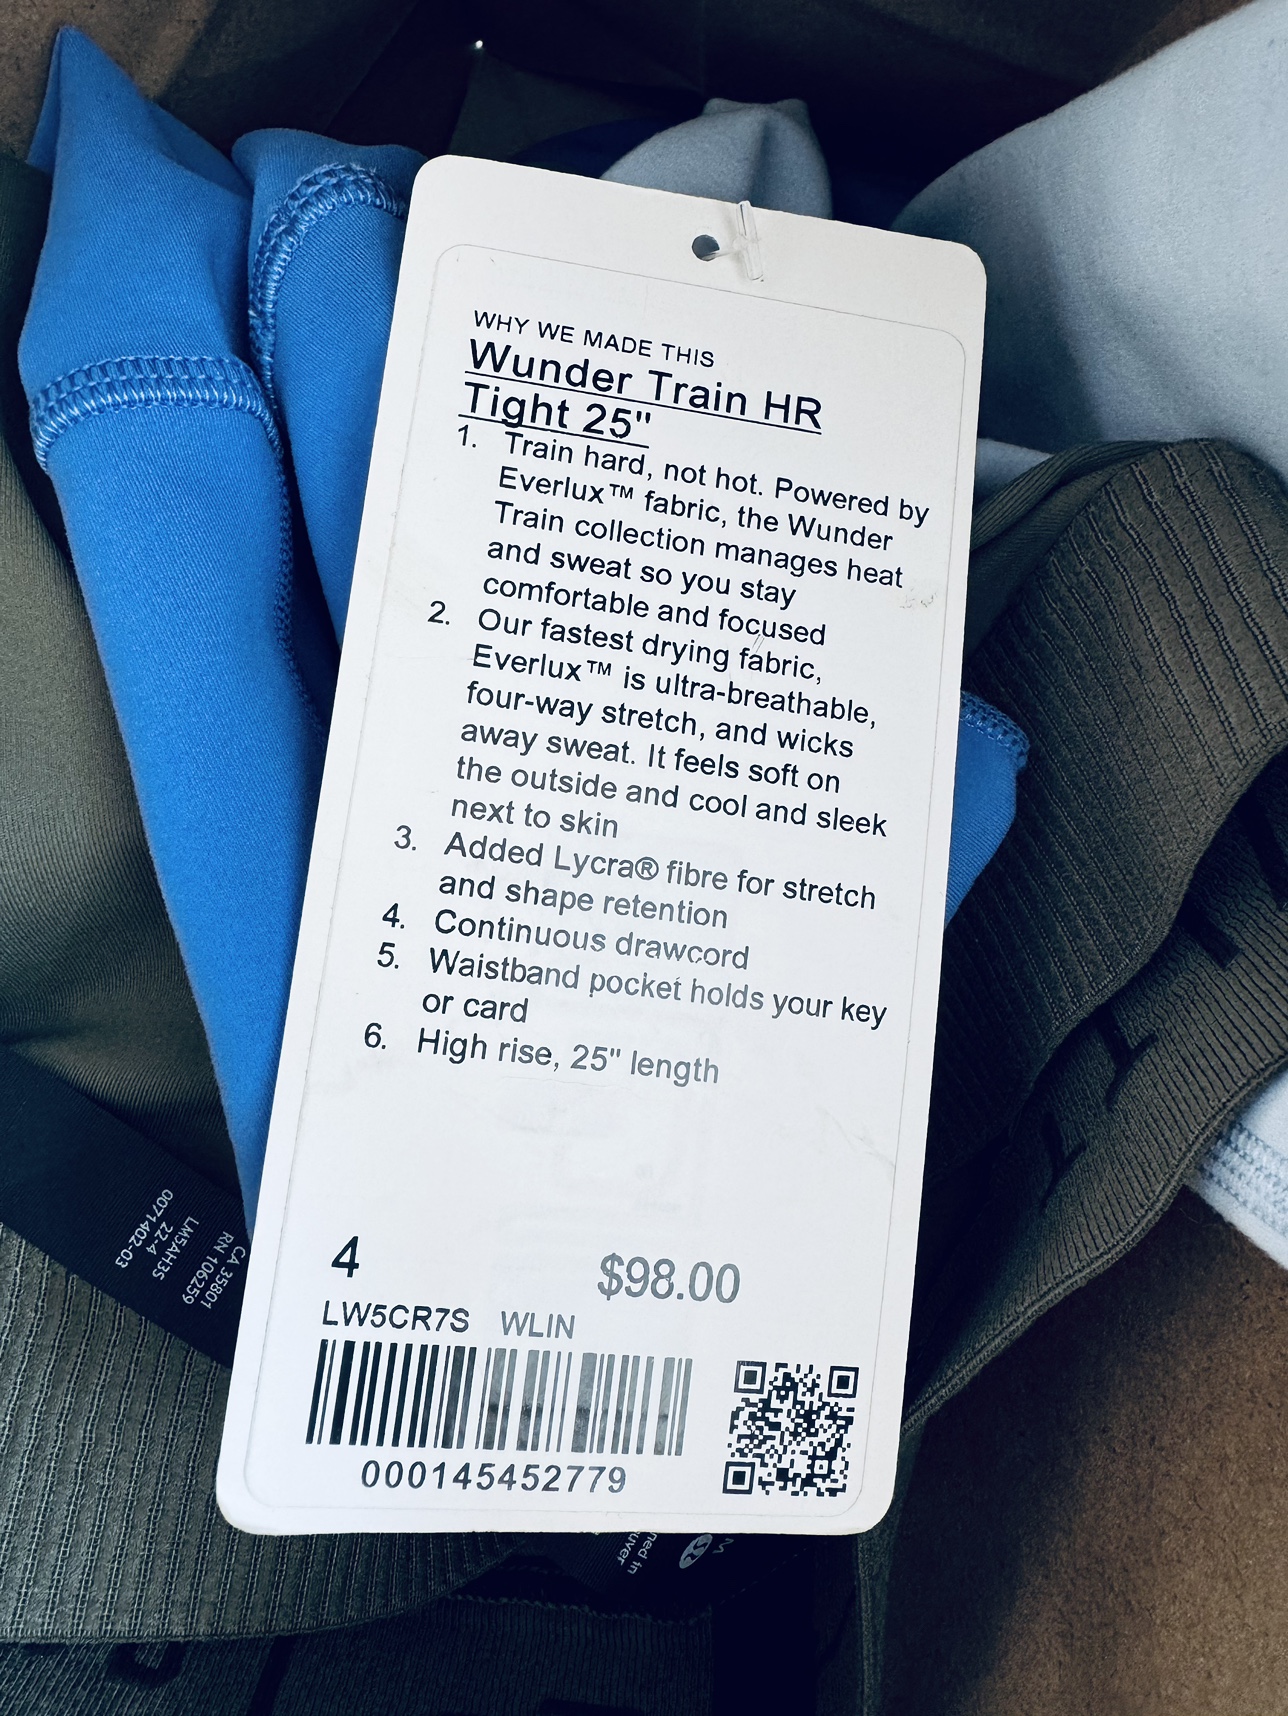 WHY WE MADE THIS
Wunder Train HR
Tight 25"
1. Train hard, not hot. Powered by
Everlux™ fabric, the Wunder
Train collection manages heat
and sweat so you stay
comfortable and focused
2. Our fastest drying fabric,
Everlux™ is ultra-breathable,
four-way stretch, and wicks
away sweat. It feels soft on
the outside and cool and sleek
next to skin
3. Added Lycra® fibre for stretch
and shape retention
4. Continuous drawcord
5. Waistband pocket holds your key
or card
6. High rise, 25" length
4 $98.00
LW5CR7S WLIN
000145452779
CA 35801
RN 106259
LM5AH3S
22-4
0071402-03